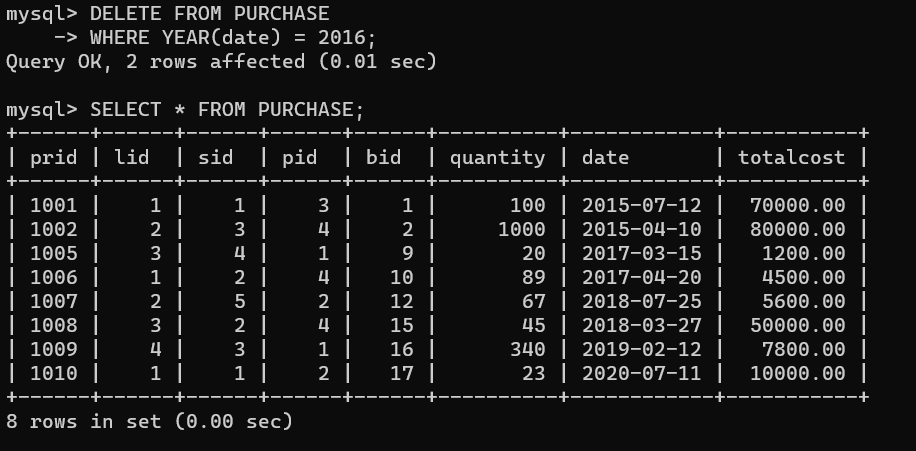 mysql> DELETE FROM PURCHASE
    -> WHERE YEAR(date) = 2016;
Query OK, 2 rows affected (0.01 sec)

mysql> SELECT * FROM PURCHASE;
+------+------+------+------+------+----------+------------+-----------+
| prid | lid  | sid  | pid  | bid  | quantity | date       | totalcost |
+------+------+------+------+------+----------+------------+-----------+
| 1001 |    1 |    1 |    3 |    1 |      100 | 2015-07-12 |  70000.00 |
| 1002 |    2 |    3 |    4 |    2 |     1000 | 2015-04-10 |  80000.00 |
| 1005 |    3 |    4 |    1 |    9 |       20 | 2017-03-15 |   1200.00 |
| 1006 |    1 |    2 |    4 |   10 |       89 | 2017-04-20 |   4500.00 |
| 1007 |    2 |    5 |    2 |   12 |       67 | 2018-07-25 |   5600.00 |
| 1008 |    3 |    2 |    4 |   15 |       45 | 2018-03-27 |  50000.00 |
| 1009 |    4 |    3 |    1 |   16 |      340 | 2019-02-12 |   7800.00 |
| 1010 |    1 |    1 |    2 |   17 |       23 | 2020-07-11 |  10000.00 |
+------+------+------+------+------+----------+------------+-----------+
8 rows in set (0.00 sec)